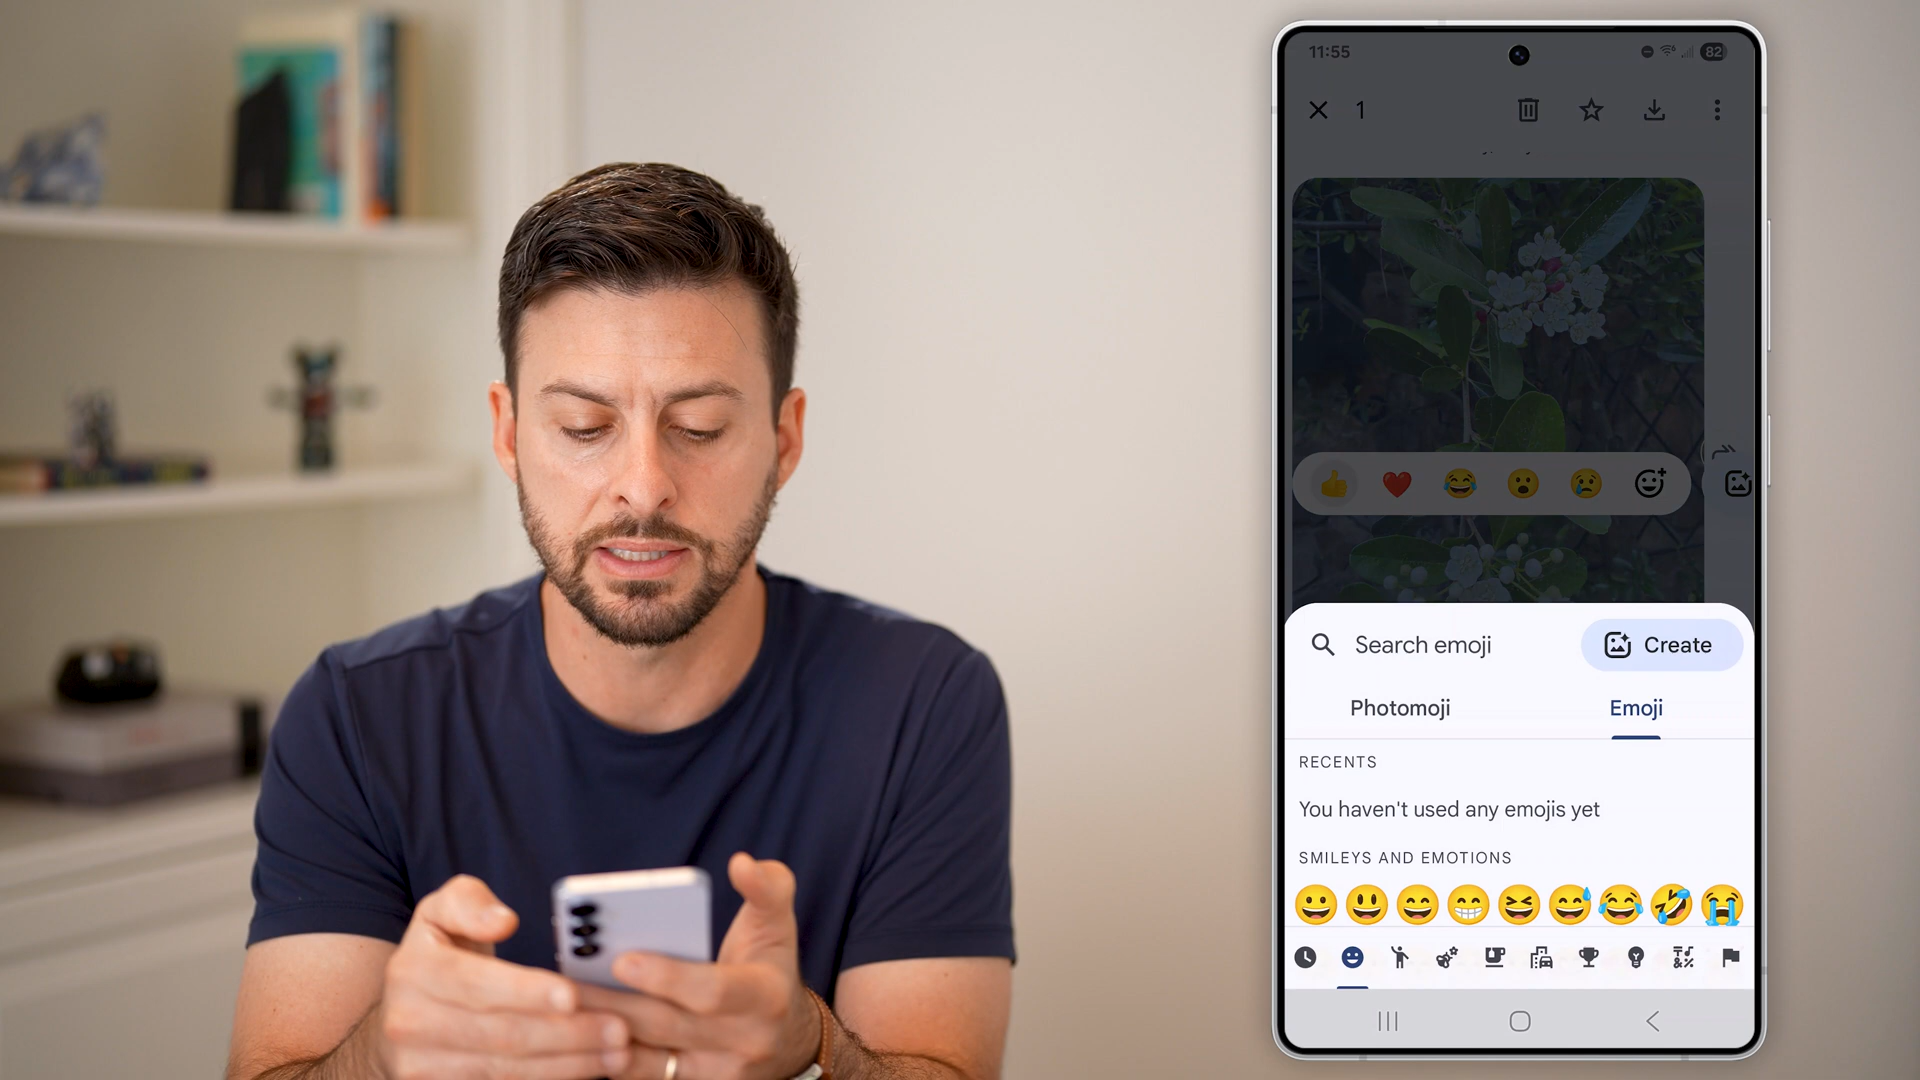 11:55
82
1
Search emoji
Create
Photomoji
Emoji
RECENTS
You haven't used any emojis yet
SMILEYS AND EMOTIONS